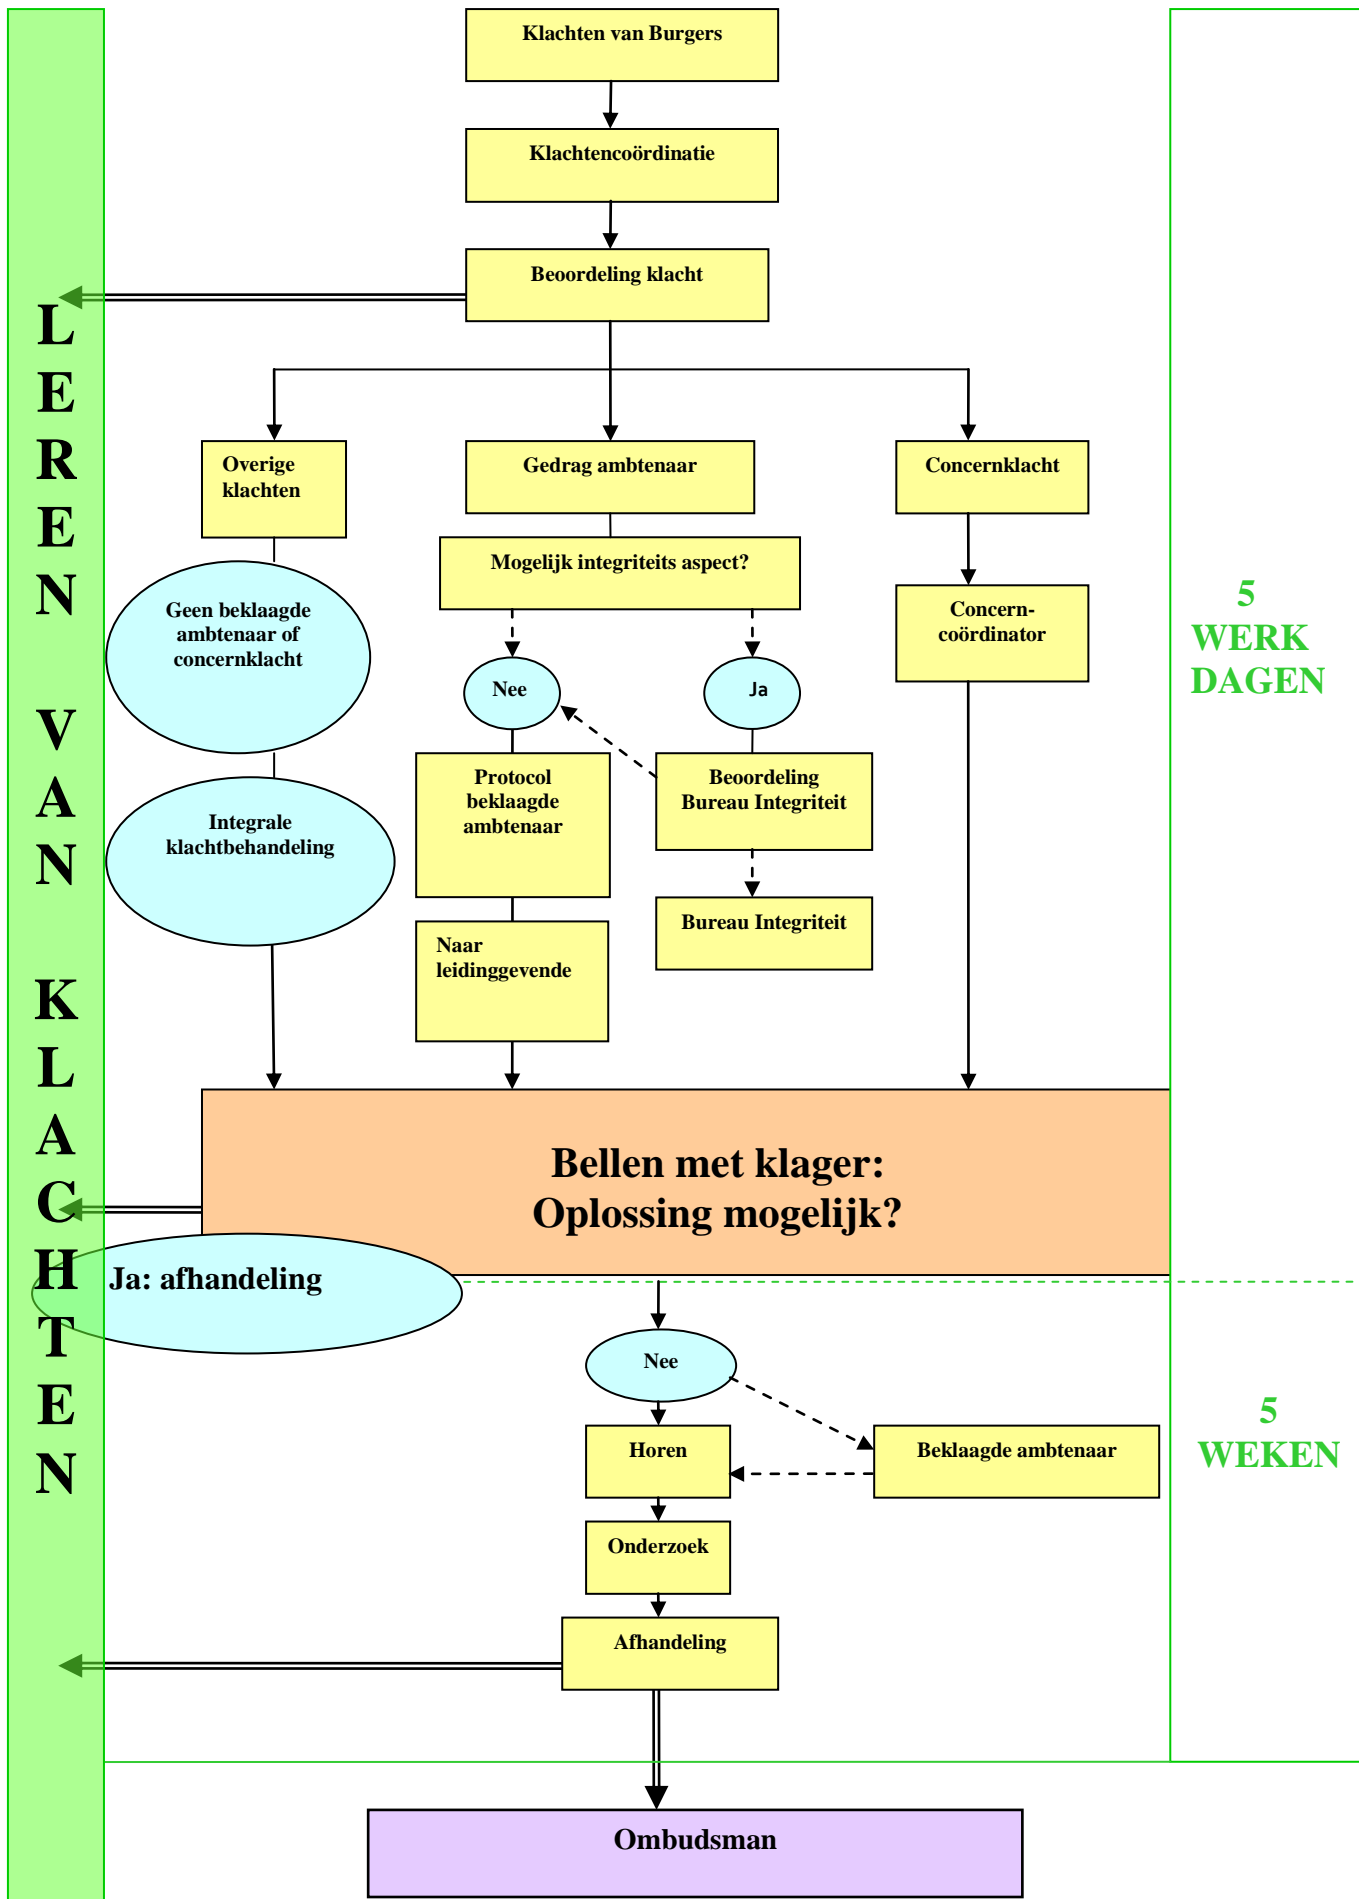 Klachten van Burgers
Klachtencoördinatie
Beoordeling klacht
Overige
klachten
Gedrag ambtenaar
Concernklacht
Mogelijk integriteits aspect?
Geen beklaagde
ambtenaar of
concernklacht
Concern-
coördinator
Nee
Ja
Protocol
beklaagde
ambtenaar
Beoordeling
Bureau Integriteit
Integrale
klachtbehandeling
Bureau Integriteit
Naar
leidinggevende
Bellen met klager:
Oplossing mogelijk?
Ja: afhandeling
Nee
Horen
Beklaagde ambtenaar
Onderzoek
Afhandeling
Ombudsman
L
E
R
E
N
V
A
N
K
L
A
C
H
T
E
N
5
WERK
DAGEN
5
WEKEN